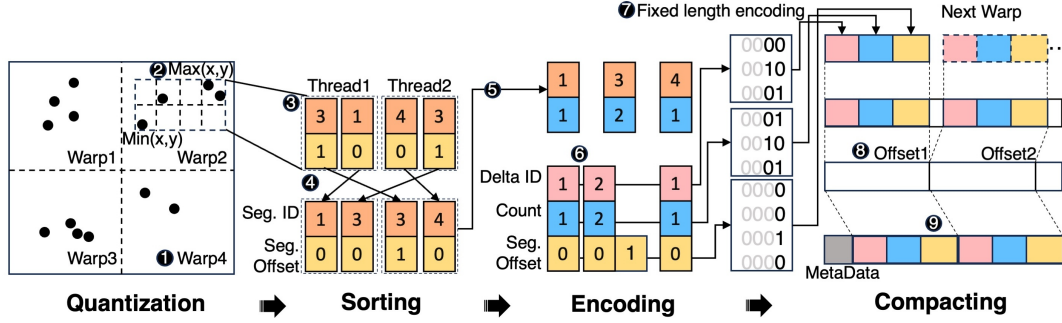 ❼ Fixed length encoding
Next Warp
❷ Max(x,y)
Min(x,y)
Warp1
Warp2
Warp3
❶ Warp4
❸
Thread1 Thread2
3 1 4 3
1 0 0 1
❹
Seg. ID
1 3 3 4
Seg.
Offset
0 0 1 0
❺
1 3 4
1 2 1
❻
Delta ID
1 2 1
Count
1 2 1
Seg.
Offset
0 0 1 0
0000
0010
0001
0001
0010
0001
0000
0000
0001
0000
...
❽ Offset1
Offset2
❾
MetaData
Quantization
Sorting
Encoding
Compacting